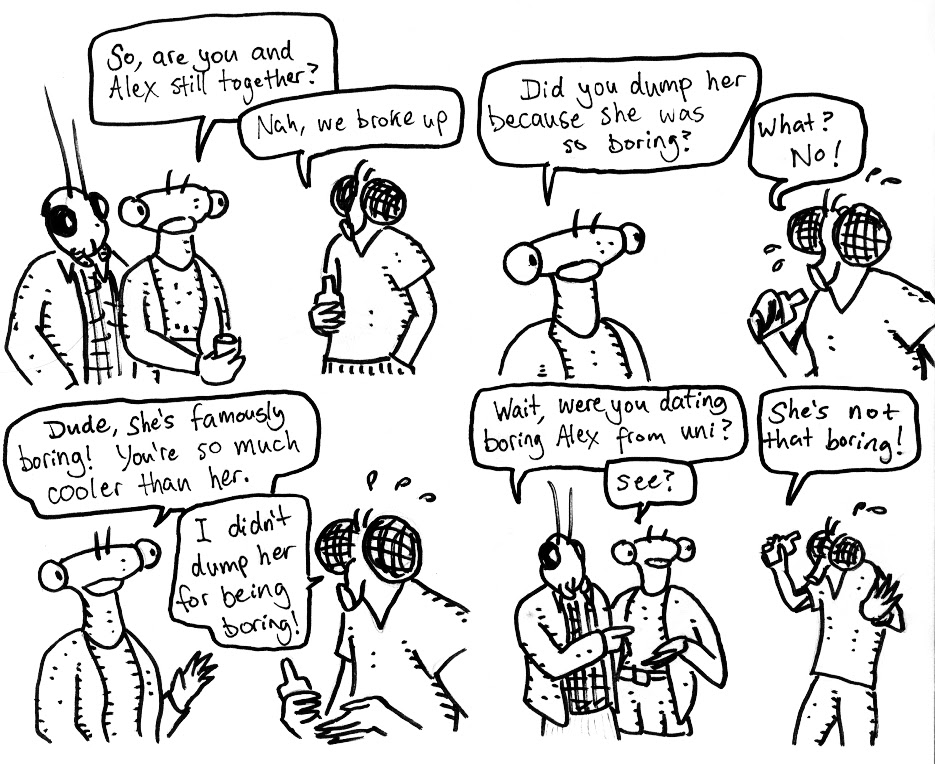 So, are you and
Alex still together?
Nah, we broke up
Did you dump her
because she was
so boring?
What?
No!
Dude, she's famously
boring! You're so much
cooler than her.
I didn't
dump her
for being
boring!
Wait, were you dating
boring Alex from uni?
see?
She's not
that boring!